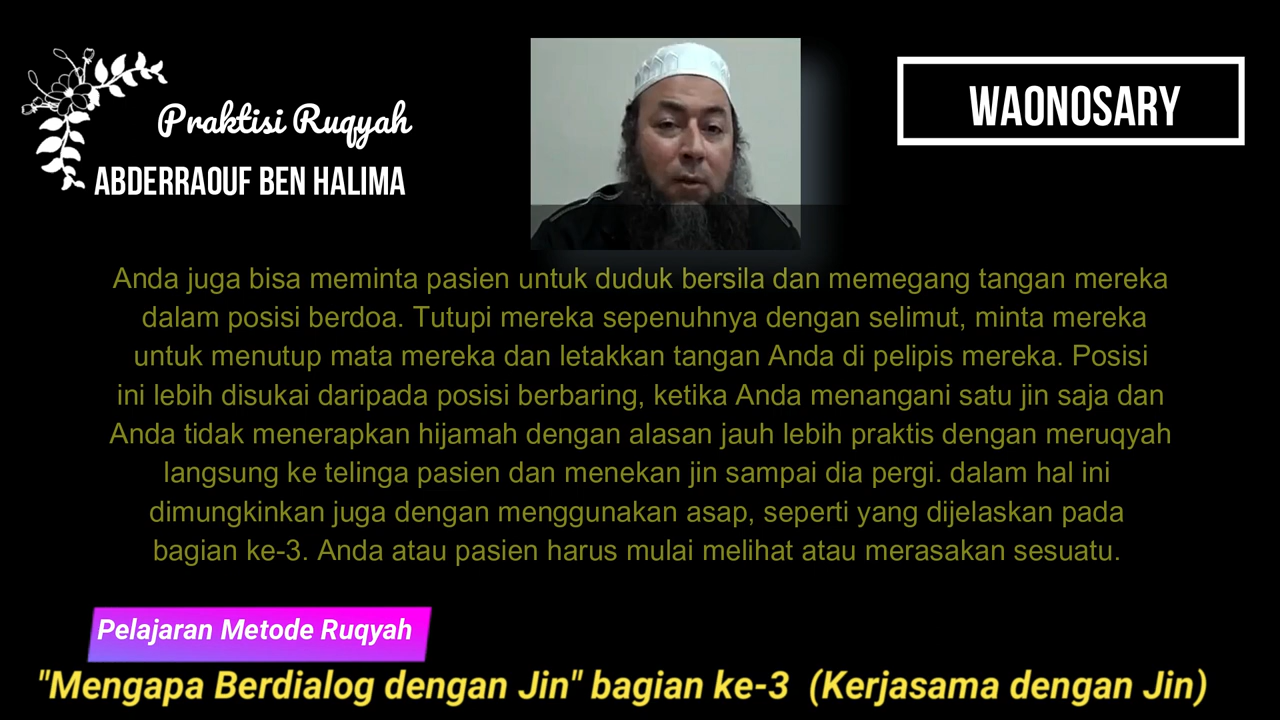 Praktisi Ruqyah
ABDERRAOUF BEN HALIMA
WAONOSARY
Anda juga bisa meminta pasien untuk duduk bersila dan memegang tangan mereka
dalam posisi berdoa. Tutupi mereka sepenuhnya dengan selimut, minta mereka
untuk menutup mata mereka dan letakkan tangan Anda di pelipis mereka. Posisi
ini lebih disukai daripada posisi berbaring, ketika Anda menangani satu jin saja dan
Anda tidak menerapkan hijamah dengan alasan jauh lebih praktis dengan meruqyah
langsung ke telinga pasien dan menekan jin sampai dia pergi. dalam hal ini
dimungkinkan juga dengan menggunakan asap, seperti yang dijelaskan pada
bagian ke-3. Anda atau pasien harus mulai melihat atau merasakan sesuatu.
Pelajaran Metode Ruqyah
"Mengapa Berdialog dengan Jin" bagian ke-3 (Kerjasama dengan Jin)